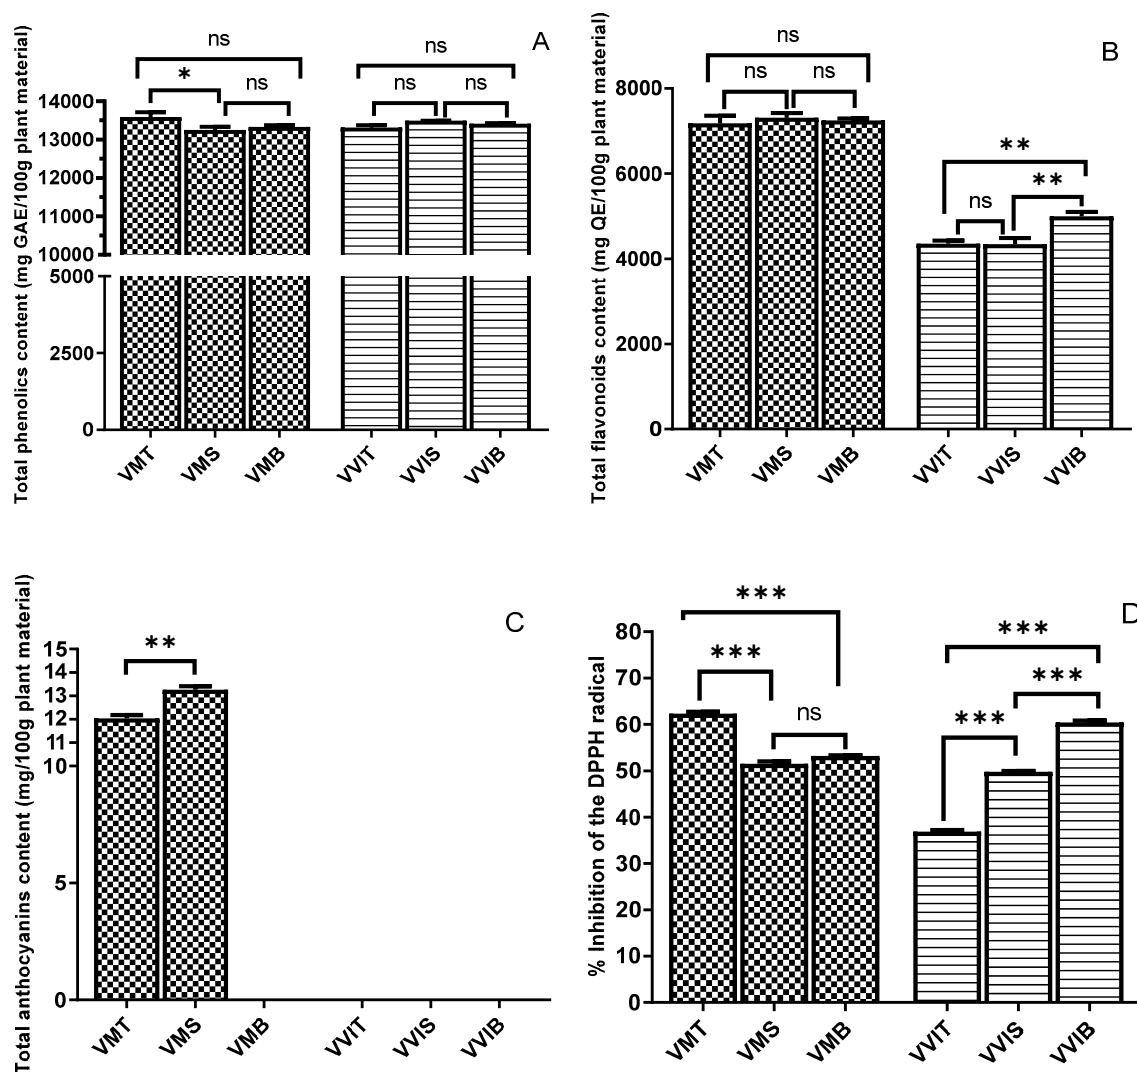 A
Total phenolics content (mg GAE/100g plant material)
ns
* ns
ns
ns ns
14000
13000
12000
11000
10000
5000
2500
0
VMT VMS VMB VVIT VVIS VVIB
B
Total flavonoids content (mg QE/100g plant material)
ns
ns ns
**
**
ns
8000
6000
4000
2000
0
VMT VMS VMB VVIT VVIS VVIB
C
Total anthocyanins content (mg/100g plant material)
**
15
14
13
12
11
10
5
0
VMT VMS VMB VVIT VVIS VVIB
D
% Inhibition of the DPPH radical
***
***
ns
***
***
***
80
70
60
50
40
30
20
10
0
VMT VMS VMB VVIT VVIS VVIB